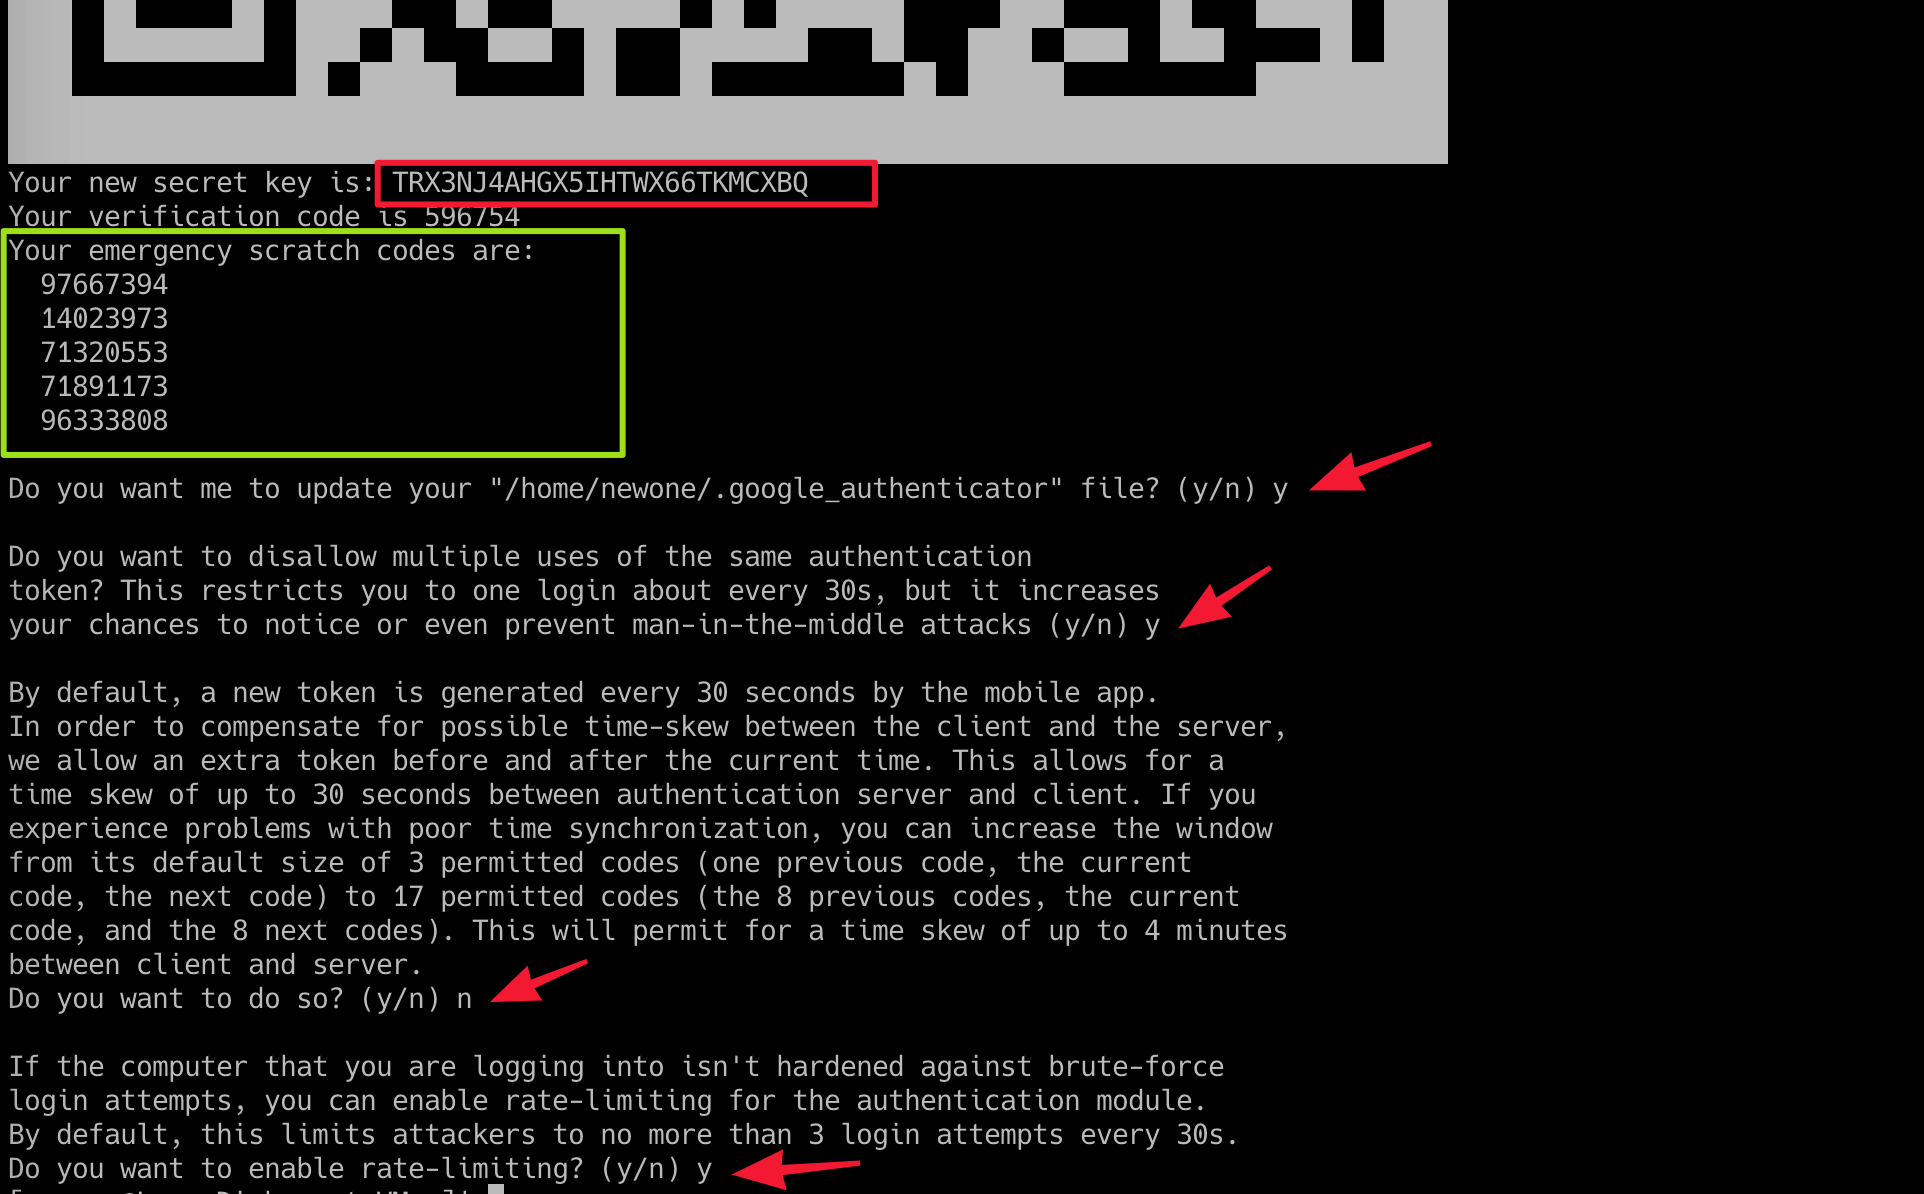 Your new secret key is: TRX3NJ4AHGX5IHTWX66TKMCXBQ
Your verification code is 596754
Your emergency scratch codes are:
97667394
14023973
71320553
71891173
96333808
Do you want me to update your "/home/newone/.google_authenticator" file? (y/n) y
Do you want to disallow multiple uses of the same authentication
token? This restricts you to one login about every 30s, but it increases
your chances to notice or even prevent man-in-the-middle attacks (y/n) y
By default, a new token is generated every 30 seconds by the mobile app.
In order to compensate for possible time-skew between the client and the server,
we allow an extra token before and after the current time. This allows for a
time skew of up to 30 seconds between authentication server and client. If you
experience problems with poor time synchronization, you can increase the window
from its default size of 3 permitted codes (one previous code, the current
code, the next code) to 17 permitted codes (the 8 previous codes, the current
code, and the 8 next codes). This will permit for a time skew of up to 4 minutes
between client and server.
Do you want to do so? (y/n) n
If the computer that you are logging into isn't hardened against brute-force
login attempts, you can enable rate-limiting for the authentication module.
By default, this limits attackers to no more than 3 login attempts every 30s.
Do you want to enable rate-limiting? (y/n) y